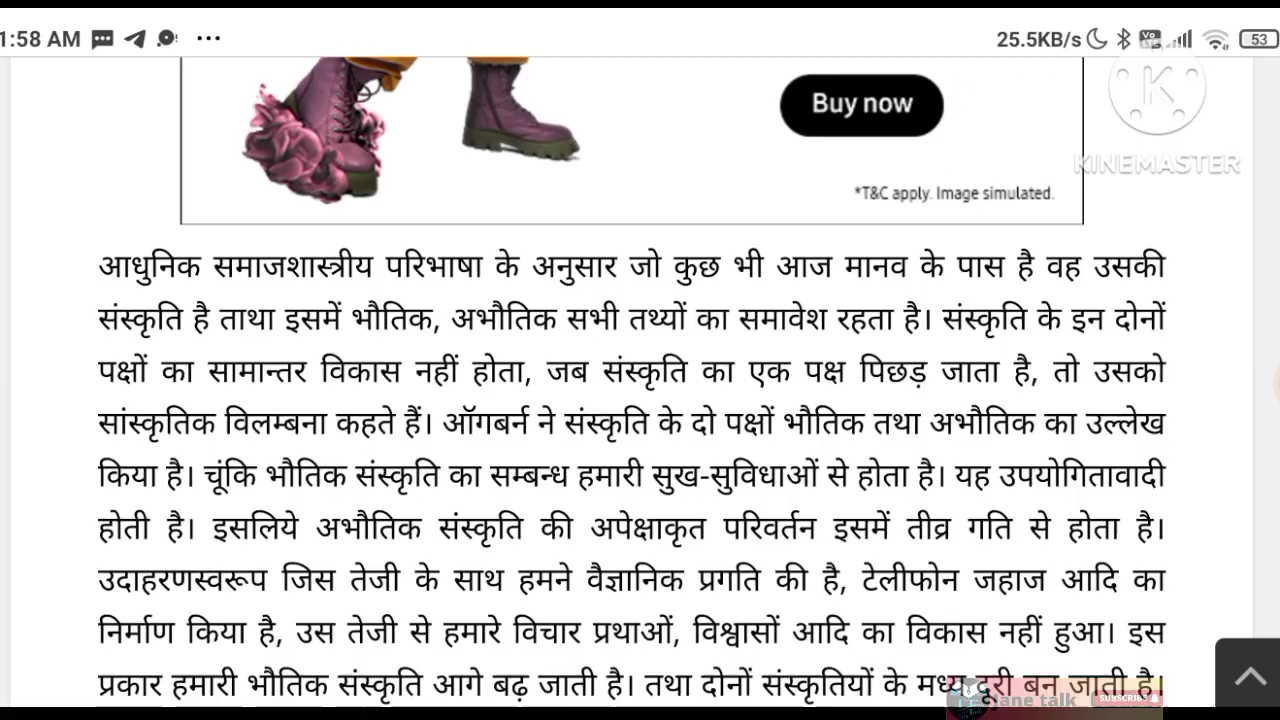 1:58 AM
25.5KB/s
53
K
Buy now
KINEMASTER
*T&C apply. Image simulated.
आधुनिक समाजशास्त्रीय परिभाषा के अनुसार जो कुछ भी आज मानव के पास है वह उसकी
संस्कृति है ताथा इसमें भौतिक, अभौतिक सभी तथ्यों का समावेश रहता है। संस्कृति के इन दोनों
पक्षों का सामान्तर विकास नहीं होता, जब संस्कृति का एक पक्ष पिछड़ जाता है, तो उसको
सांस्कृतिक विलम्बना कहते हैं। ऑगबर्न ने संस्कृति के दो पक्षों भौतिक तथा अभौतिक का उल्लेख
किया है। चूंकि भौतिक संस्कृति का सम्बन्ध हमारी सुख-सुविधाओं से होता है। यह उपयोगितावादी
होती है। इसलिये अभौतिक संस्कृति की अपेक्षाकृत परिवर्तन इसमें तीव्र गति से होता है।
उदाहरणस्वरूप जिस तेजी के साथ हमने वैज्ञानिक प्रगति की है, टेलीफोन जहाज आदि का
निर्माण किया है, उस तेजी से हमारे विचार प्रथाओं, विश्वासों आदि का विकास नहीं हुआ। इस
प्रकार हमारी भौतिक संस्कृति आगे बढ़ जाती है। तथा दोनों संस्कृतियों के मध्य दूरी बन जाती है।
jane talk SUBSCRIBE